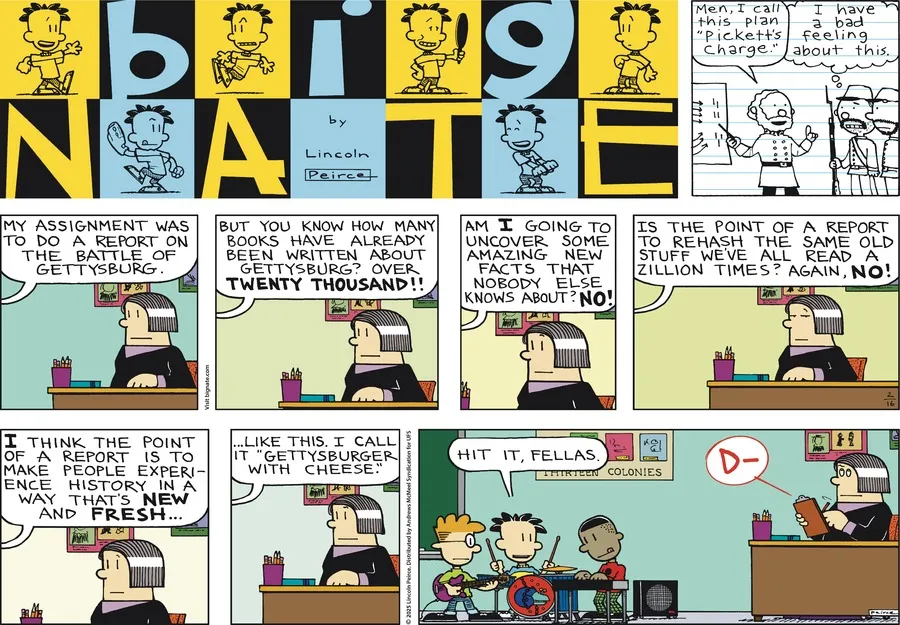 big
NATE
by
Lincoln
Peirce
Men, I call
this plan
"Pickett's
Charge."
I have
a bad
feeling
about this.
MY ASSIGNMENT WAS
TO DO A REPORT ON
THE BATTLE OF
GETTYSBURG.
Visit bignate.com
BUT YOU KNOW HOW MANY
BOOKS HAVE ALREADY
BEEN WRITTEN ABOUT
GETTYSBURG? OVER
TWENTY THOUSAND!!
AM I GOING TO
UNCOVER SOME
AMAZING NEW
FACTS THAT
NOBODY ELSE
KNOWS ABOUT? NO!
IS THE POINT OF A REPORT
TO REHASH THE SAME OLD
STUFF WE'VE ALL READ A
ZILLION TIMES? AGAIN, NO!
2
16
I THINK THE POINT
OF A REPORT IS TO
MAKE PEOPLE EXPERI-
ENCE HISTORY IN A
WAY THAT'S NEW
AND FRESH...
...LIKE THIS. I CALL
IT "GETTYSBURGER
WITH CHEESE."
© 2025 Lincoln Peirce. Distributed by Andrews McMeel Syndication for UFS
HIT IT, FELLAS.
THIRTEEN COLONIES
D-
PEIRCE